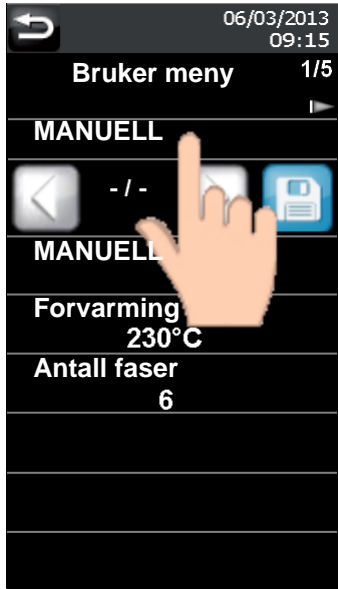 06/03/2013
09:15
Bruker meny 1/5
MANUELL
- / -
MANUELL
Forvarming
230°C
Antall faser
6